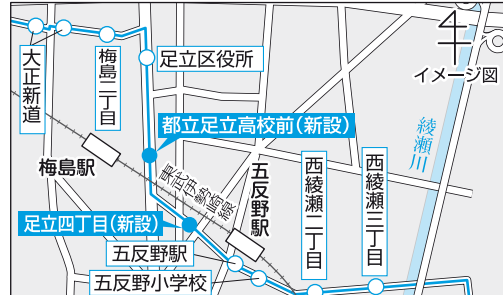 大正新道
梅島二丁目
足立区役所
イメージ図
綾瀬川
都立足立高校前(新設)
梅島駅
東武伊勢崎線
五反野駅
西綾瀬二丁目
西綾瀬三丁目
足立四丁目(新設)
五反野駅
五反野小学校